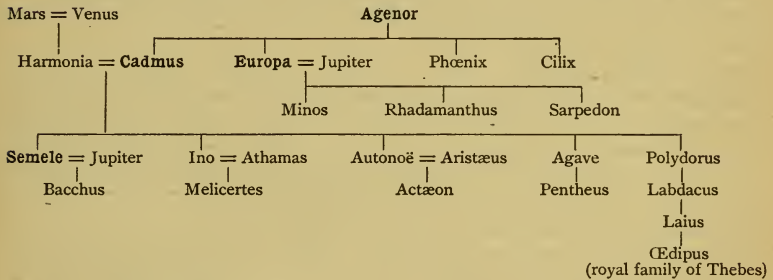 Mars = Venus Agenor
Harmonia = Cadmus Europa = Jupiter Phœnix Cilix
Minos Rhadamanthus Sarpedon
Semele = Jupiter Ino = Athamas Autonoë = Aristæus Agave Polydorus
Bacchus Melicertes Actæon Pentheus Labdacus
Laius
Œdipus
(royal family of Thebes)